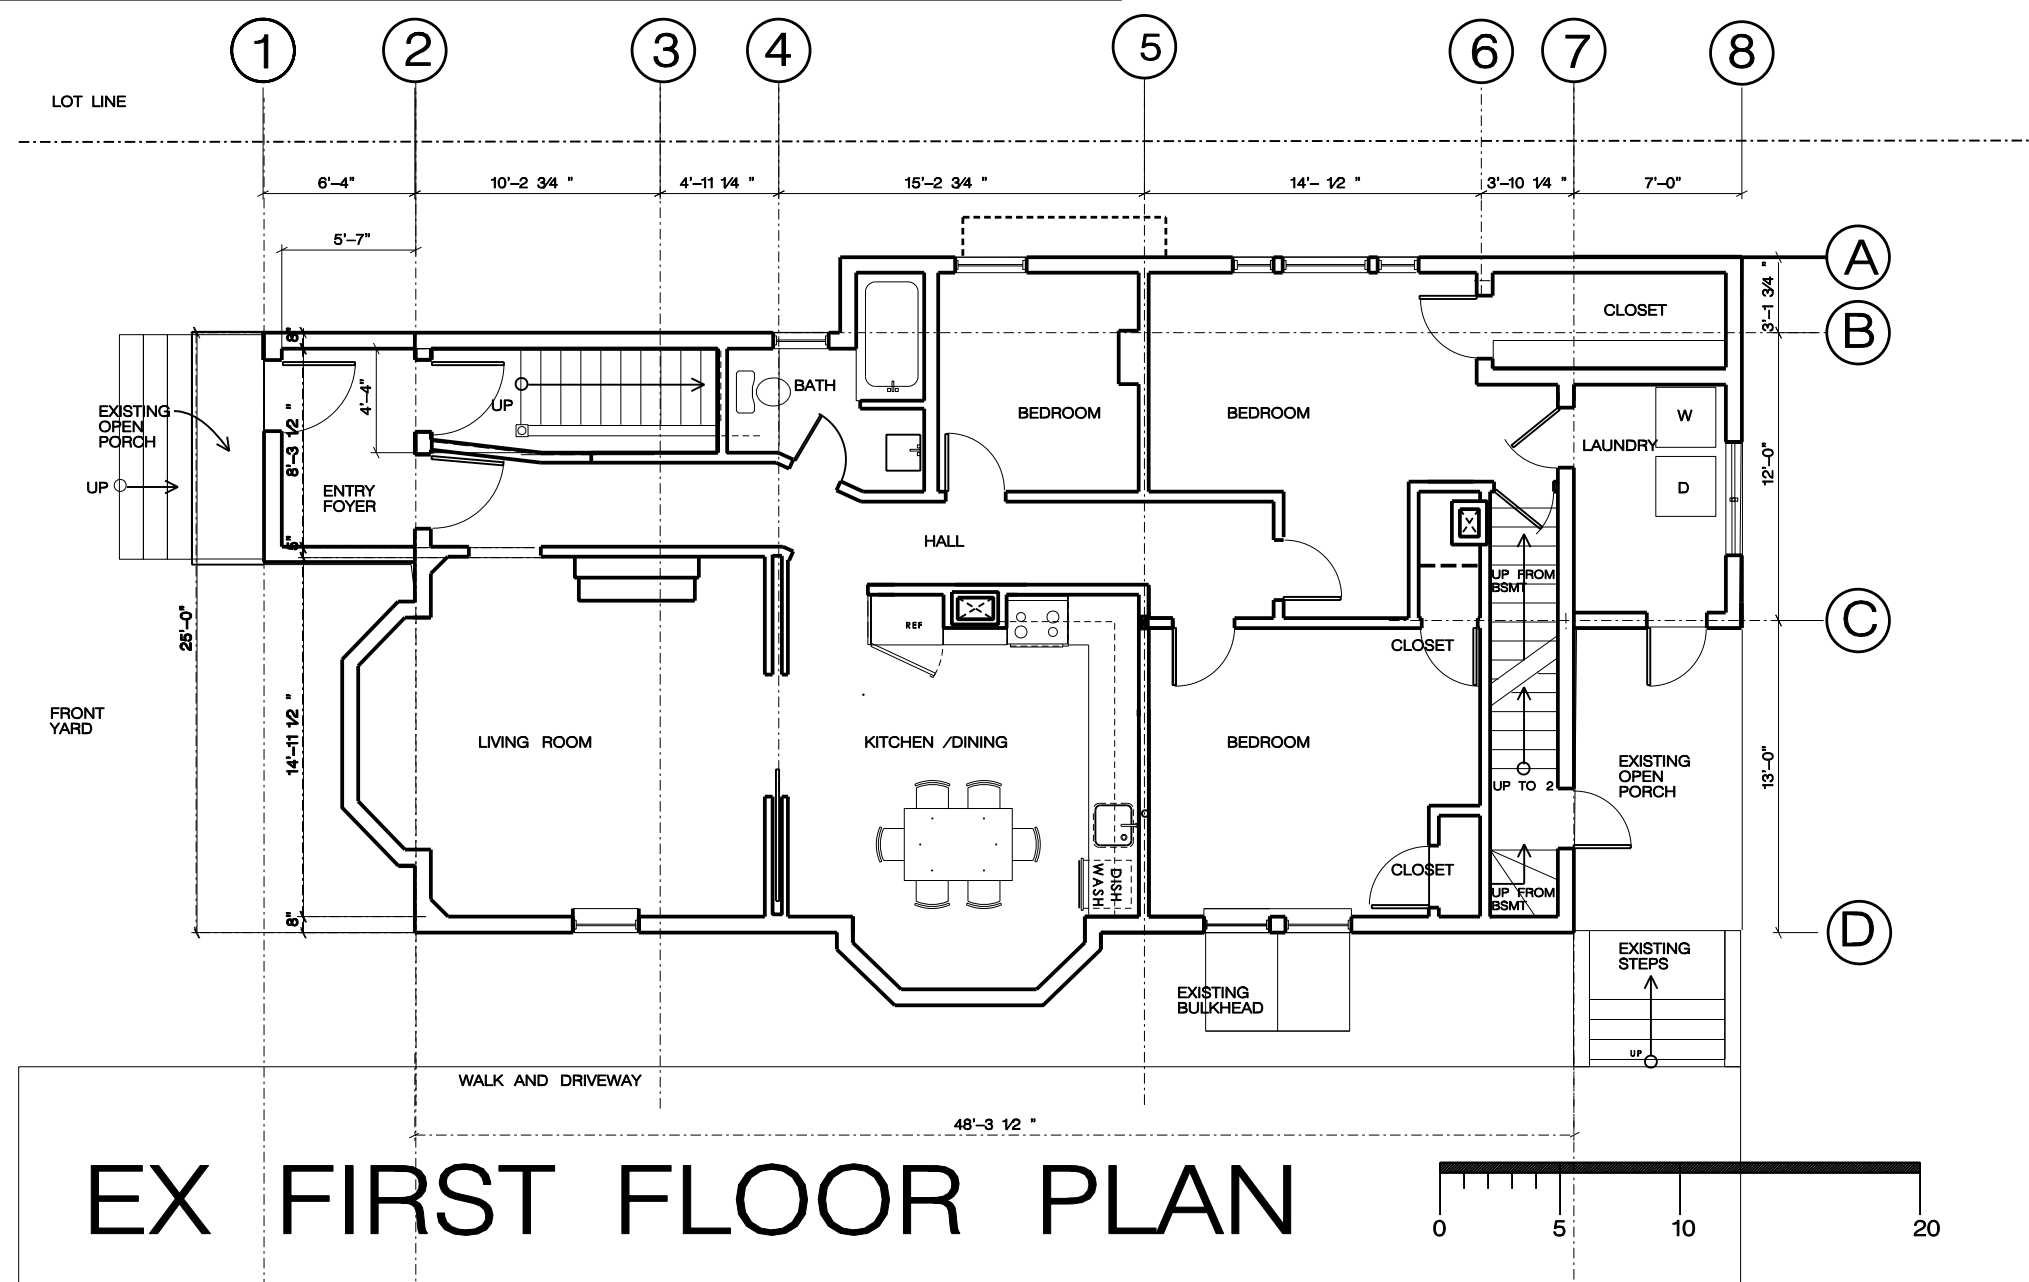 1 2 3 4 5 6 7 8
LOT LINE
6'-4" 10'-2 3/4 " 4'-11 1/4 " 15'-2 3/4 " 14'- 1/2 " 3'-10 1/4 " 7'-0"
5'-7"
A
3'-1 3/4 "
CLOSET
B
8"
4'-4"
UP
BATH
BEDROOM
BEDROOM
W
EXISTING
OPEN
PORCH
8'-3 1/2 "
LAUNDRY
12'-0"
UP
ENTRY
FOYER
D
HALL
5"
UP FROM
BSMT
25'-0"
REF
C
CLOSET
FRONT
YARD
14'-11 1/2 "
LIVING ROOM
KITCHEN /DINING
BEDROOM
EXISTING
OPEN
PORCH
13'-0"
UP TO 2
DISH
WASH
CLOSET
UP FROM
BSMT
8"
D
EXISTING
STEPS
EXISTING
BULKHEAD
UP
WALK AND DRIVEWAY
48'-3 1/2 "
EX FIRST FLOOR PLAN
0 5 10 20